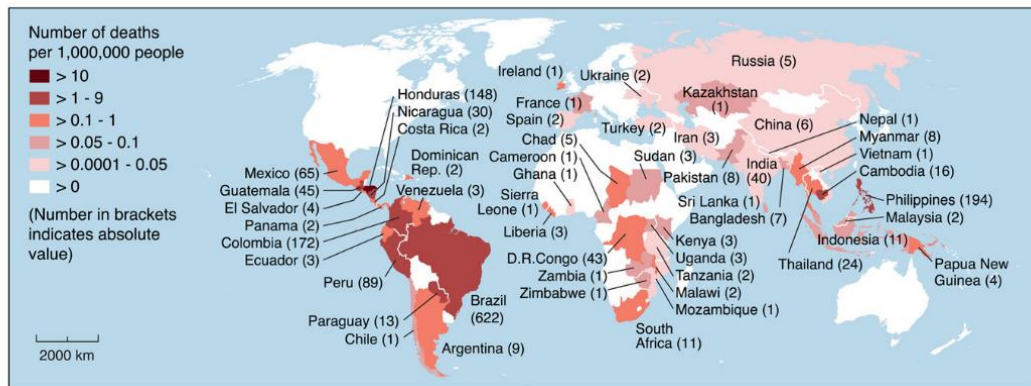 Number of deaths
per 1,000,000 people
> 10
> 1 - 9
> 0.1 - 1
> 0.05 - 0.1
> 0.0001 - 0.05
> 0
(Number in brackets
indicates absolute
value)
2000 km
Honduras (148)
Nicaragua (30)
Costa Rica (2)
Dominican
Rep. (2)
Mexico (65)
Guatemala (45)
El Salvador (4)
Panama (2)
Colombia (172)
Ecuador (3)
Venezuela (3)
Peru (89)
Brazil
(622)
Paraguay (13)
Chile (1)
Argentina (9)
Ireland (1)
Ukraine (2)
France (1)
Spain (2)
Turkey (2)
Russia (5)
Kazakhstan
(1)
Chad (5)
Cameroon (1)
Ghana (1)
Sierra
Leone (1)
Liberia (3)
Sudan (3)
D.R.Congo (43)
Zambia (1)
Zimbabwe (1)
Kenya (3)
Uganda (3)
Tanzania (2)
Malawi (2)
Mozambique (1)
South
Africa (11)
Iran (3)
Pakistan (8)
India
(40)
Sri Lanka (1)
Bangladesh (7)
China (6)
Nepal (1)
Myanmar (8)
Vietnam (1)
Cambodia (16)
Philippines (194)
Malaysia (2)
Indonesia (11)
Thailand (24)
Papua New
Guinea (4)